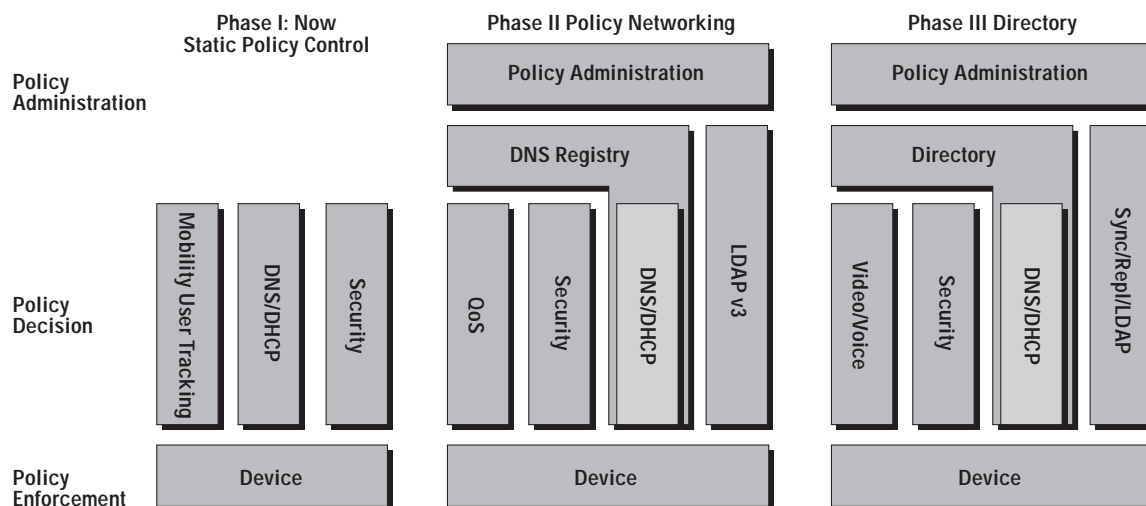 Phase I: Now
Static Policy Control
Phase II Policy Networking
Phase III Directory
Policy
Administration
Policy Administration
Policy Administration
DNS Registry
Directory
Policy
Decision
Mobility User Tracking
DNS/DHCP
Security
QoS
Security
DNS/DHCP
LDAP v3
Video/Voice
Security
DNS/DHCP
Sync/Repl/LDAP
Policy
Enforcement
Device
Device
Device